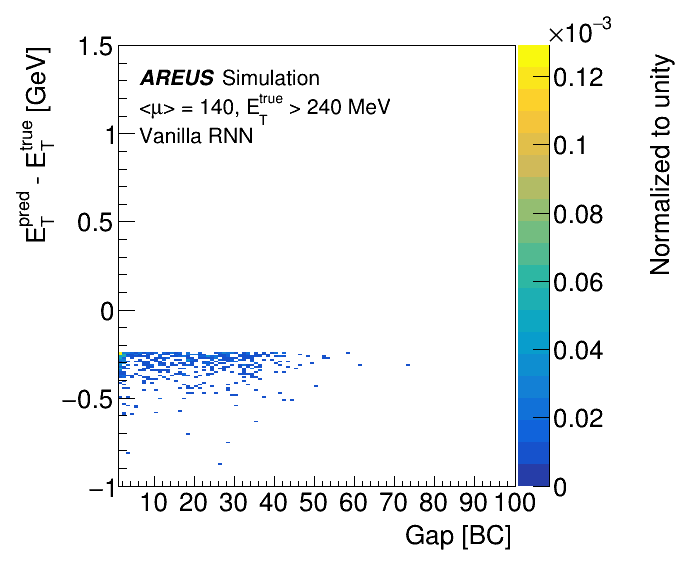 ×10⁻³
AREUS Simulation
<μ> = 140, E_T^true > 240 MeV
Vanilla RNN
E_T^pred - E_T^true [GeV]
1.5
1
0.5
0
−0.5
−1
10 20 30 40 50 60 70 80 90 100
Gap [BC]
0.12
0.1
0.08
0.06
0.04
0.02
0
Normalized to unity